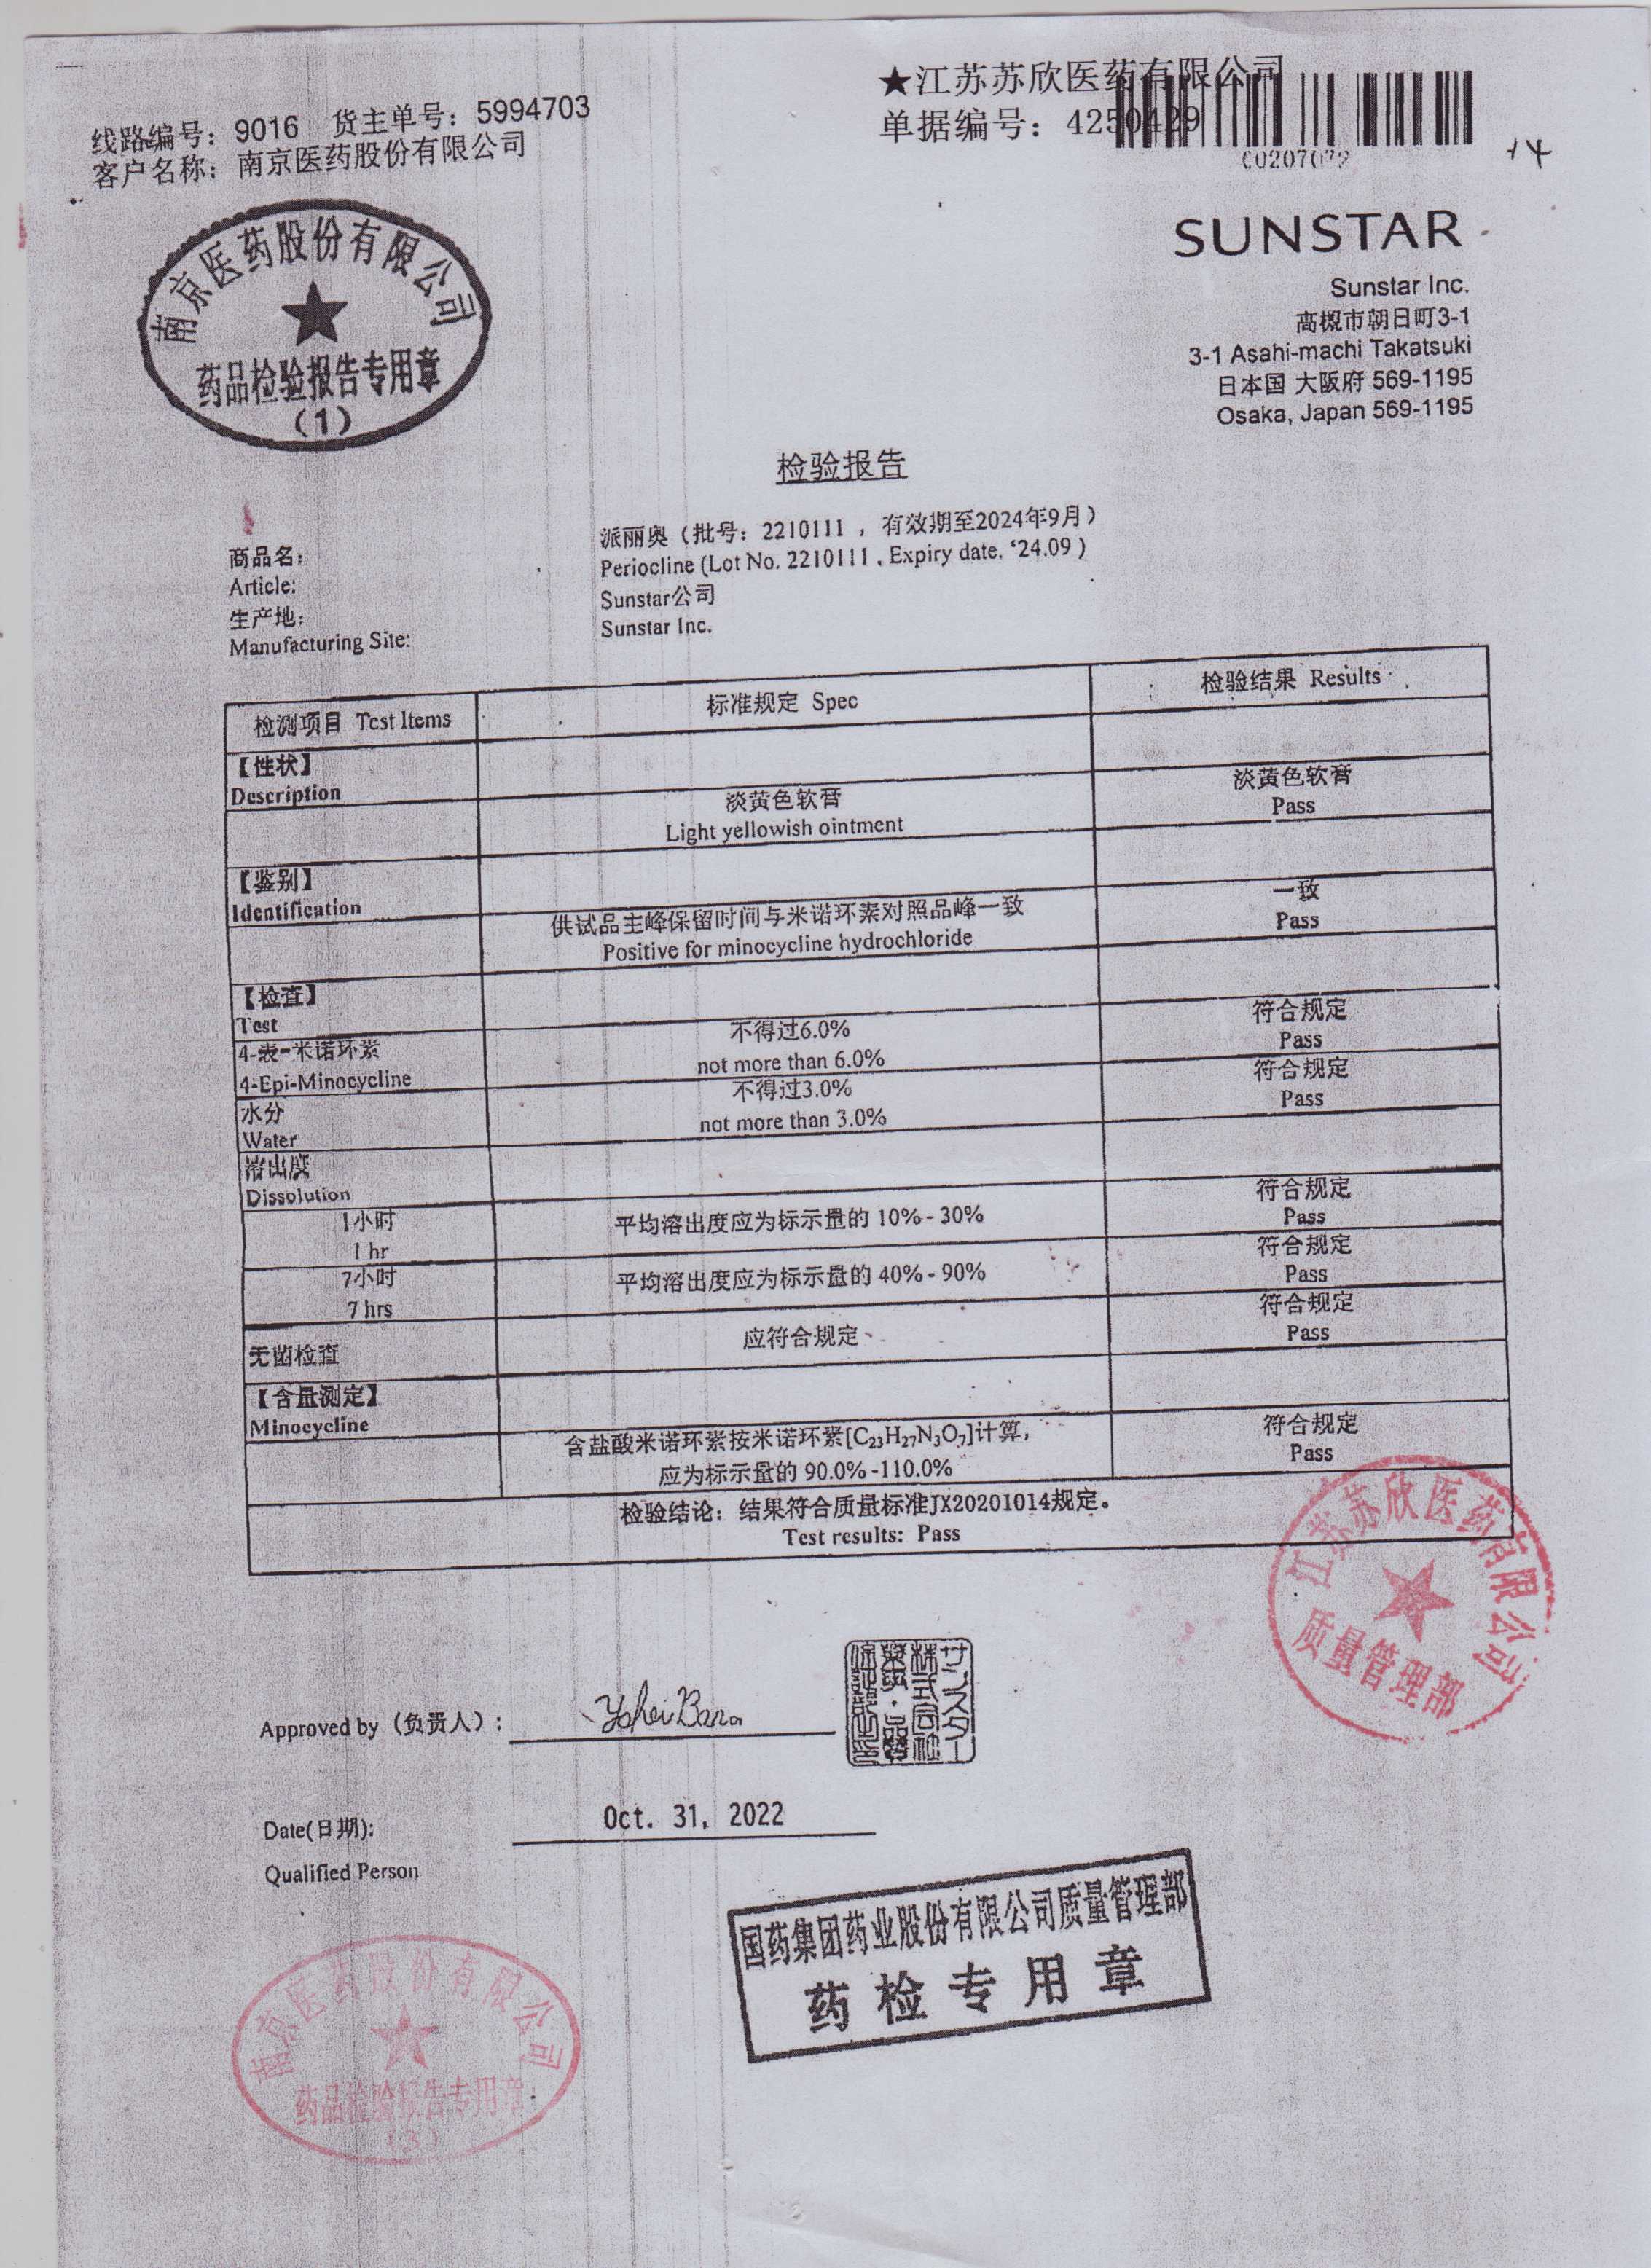 ★江苏苏欣医药有限公司
单据编号：4250429
C0207072
14
线路编号：9016 货主单号：5994703
客户名称：南京医药股份有限公司
南京医药股份有限公司
药品检验报告专用章
（1）
SUNSTAR
Sunstar Inc.
高槻市朝日町3-1
3-1 Asahi-machi Takatsuki
日本国 大阪府 569-1195
Osaka, Japan 569-1195
检验报告
商品名： 派丽奥（批号：2210111 ，有效期至2024年9月）
Article: Periocline (Lot No. 2210111 , Expiry date. ‘24.09 )
生产地： Sunstar公司
Manufacturing Site: Sunstar Inc.
检测项目 Test Items 标准规定 Spec 检验结果 Results
【性状】
Description
淡黄色软膏 淡黄色软膏
Light yellowish ointment Pass
【鉴别】
Identification
供试品主峰保留时间与米诺环素对照品峰一致 一致
Positive for minocycline hydrochloride Pass
【检查】
Test
4-表-米诺环素 不得过6.0% 符合规定
4-Epi-Minocycline not more than 6.0% Pass
水分 不得过3.0% 符合规定
Water not more than 3.0% Pass
溶出度
Dissolution
1小时 平均溶出度应为标示量的 10% - 30% 符合规定
1 hr Pass
7小时 平均溶出度应为标示量的 40% - 90% 符合规定
7 hrs Pass
无菌检查 应符合规定 符合规定
Pass
【含量测定】
Minocycline
含盐酸米诺环素按米诺环素[C₂₃H₂₇N₃O₇]计算， 符合规定
应为标示量的 90.0% -110.0% Pass
检验结论：结果符合质量标准JX20201014规定。
Test results: Pass
江苏苏欣医药有限公司
质量管理部
Approved by（负责人）：
サンスター
株式会社
Date(日期): Oct. 31, 2022
Qualified Person
国药集团药业股份有限公司质量管理部
药检专用章
南京医药股份有限公司
药品检验报告专用章
（3）